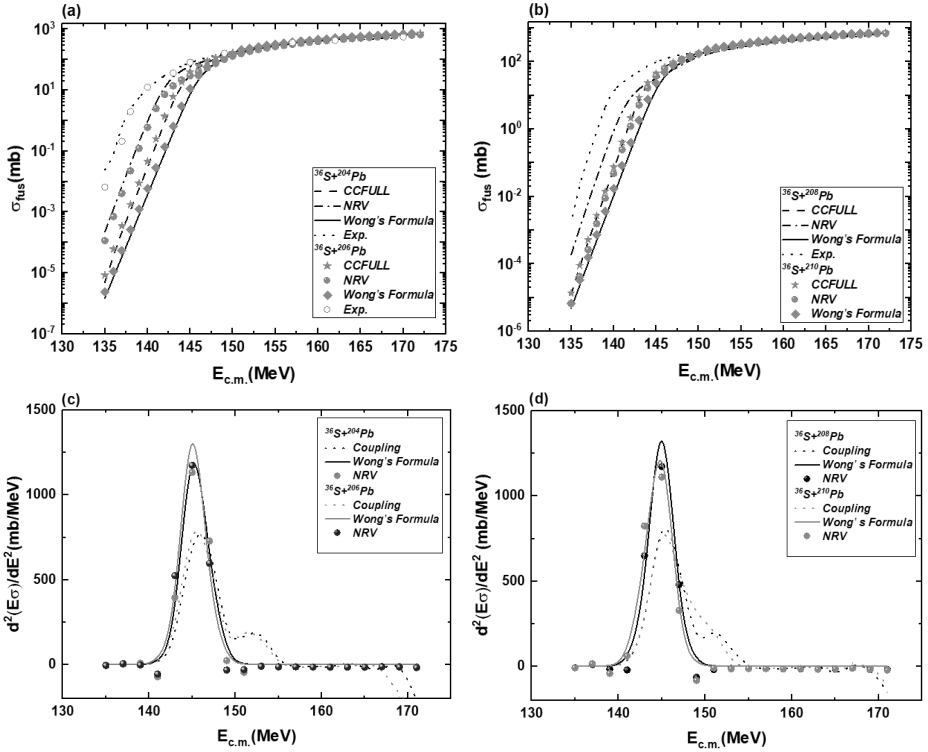 (a)
σfus(mb)
10³
10¹
10⁻¹
10⁻³
10⁻⁵
10⁻⁷
³⁶S+²⁰⁴Pb
CCFULL
NRV
Wong's Formula
Exp.
³⁶S+²⁰⁶Pb
CCFULL
NRV
Wong's Formula
Exp.
130 135 140 145 150 155 160 165 170 175
Ec.m.(MeV)
(b)
σfus(mb)
10²
10⁰
10⁻²
10⁻⁴
10⁻⁶
³⁶S+²⁰⁸Pb
CCFULL
NRV
Wong's Formula
Exp.
³⁶S+²¹⁰Pb
CCFULL
NRV
Wong's Formula
130 135 140 145 150 155 160 165 170 175
Ec.m.(MeV)
(c)
d²(Eσ)/dE²(mb/MeV)
1500
1000
500
0
³⁶S+²⁰⁴Pb
Coupling
Wong's Formula
NRV
³⁶S+²⁰⁶Pb
Coupling
Wong's Formula
NRV
130 140 150 160 170
Ec.m.(MeV)
(d)
d²(Eσ)/dE² (mb/MeV)
1500
1000
500
0
³⁶S+²⁰⁸Pb
Coupling
Wong' s Formula
NRV
³⁶S+²¹⁰Pb
Coupling
Wong' s Formula
NRV
130 140 150 160 170
Ec.m.(MeV)